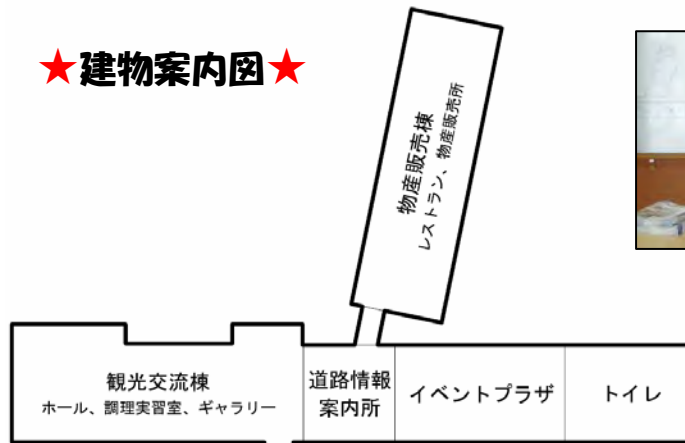 ★建物案内図★
物産販売棟
レストラン、物産販売所
観光交流棟
ホール、調理実習室、ギャラリー
道路情報
案内所
イベントプラザ
トイレ